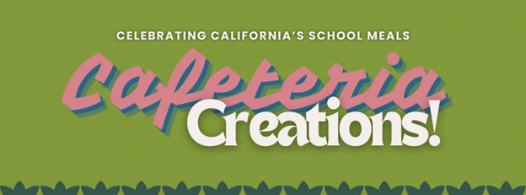 CELEBRATING CALIFORNIA'S SCHOOL MEALS
Cafeteria
Creations!